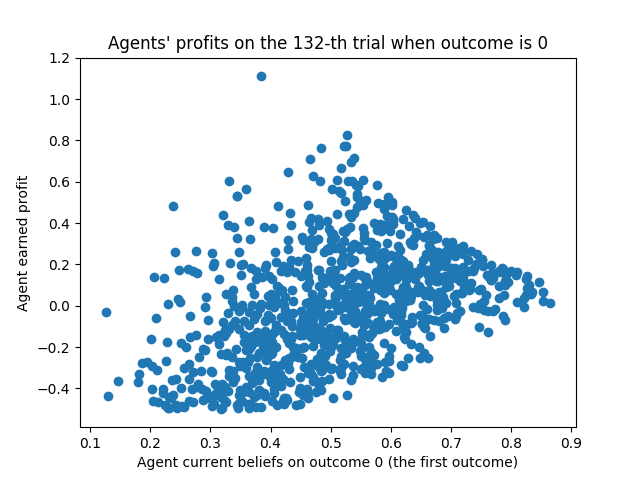 Agents' profits on the 132-th trial when outcome is 0
1.2
1.0
0.8
0.6
0.4
0.2
0.0
−0.2
−0.4
Agent earned profit
0.1 0.2 0.3 0.4 0.5 0.6 0.7 0.8 0.9
Agent current beliefs on outcome 0 (the first outcome)